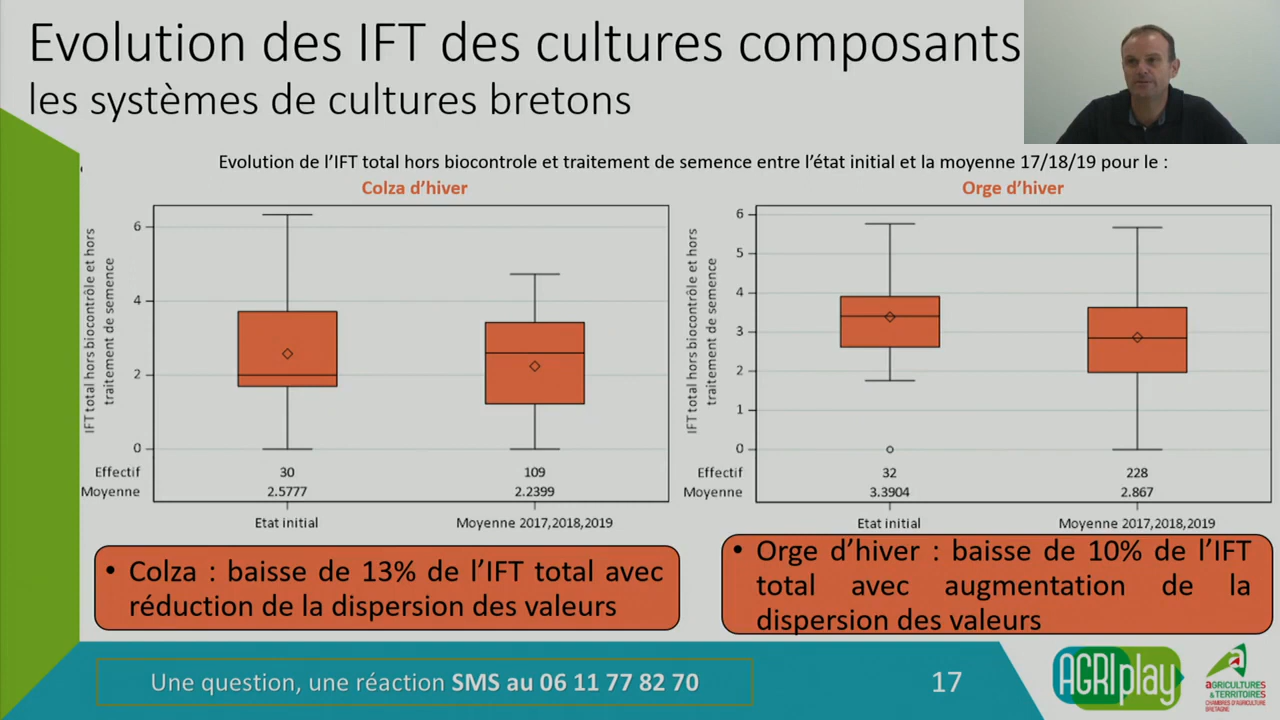 Evolution des IFT des cultures composants
les systèmes de cultures bretons
Evolution de l'IFT total hors biocontrole et traitement de semence entre l'état initial et la moyenne 17/18/19 pour le :
Colza d'hiver
IFT total hors biocontrôle et hors
traitement de semence
6
4
2
0
Effectif
30
109
Moyenne
2.5777
2.2399
Etat initial
Moyenne 2017,2018,2019
Orge d'hiver
IFT total hors biocontrôle et hors
traitement de semence
6
5
4
3
2
1
0
Effectif
32
228
Moyenne
3.3904
2.867
Etat initial
Moyenne 2017,2018,2019
• Colza : baisse de 13% de l'IFT total avec
réduction de la dispersion des valeurs
• Orge d'hiver : baisse de 10% de l'IFT
total avec augmentation de la
dispersion des valeurs
Une question, une réaction SMS au 06 11 77 82 70
17
AGRIplay
AGRICULTURES
& TERRITOIRES
CHAMBRES D'AGRICULTURE
BRETAGNE